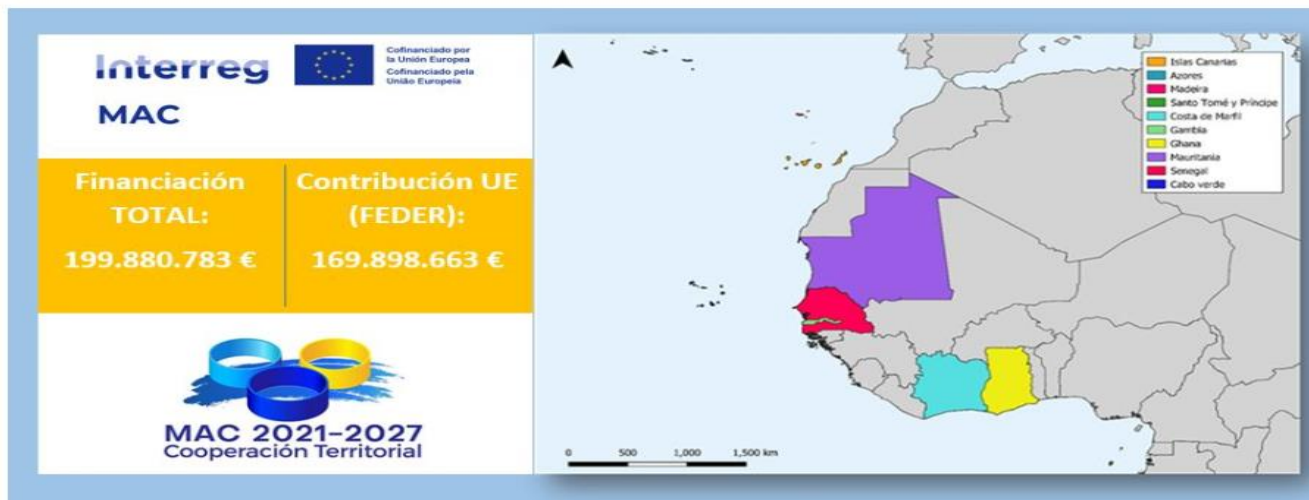 Interreg
Cofinanciado por
la Unión Europea
Cofinanciado pela
União Europeia
MAC
Financiación
TOTAL:
199.880.783 €
Contribución UE
(FEDER):
169.898.663 €
MAC 2021-2027
Cooperación Territorial
Islas Canarias
Azores
Madeira
Santo Tomé y Príncipe
Costa de Marfil
Gambia
Ghana
Mauritania
Senegal
Cabo verde
0 500 1,000 1,500 km